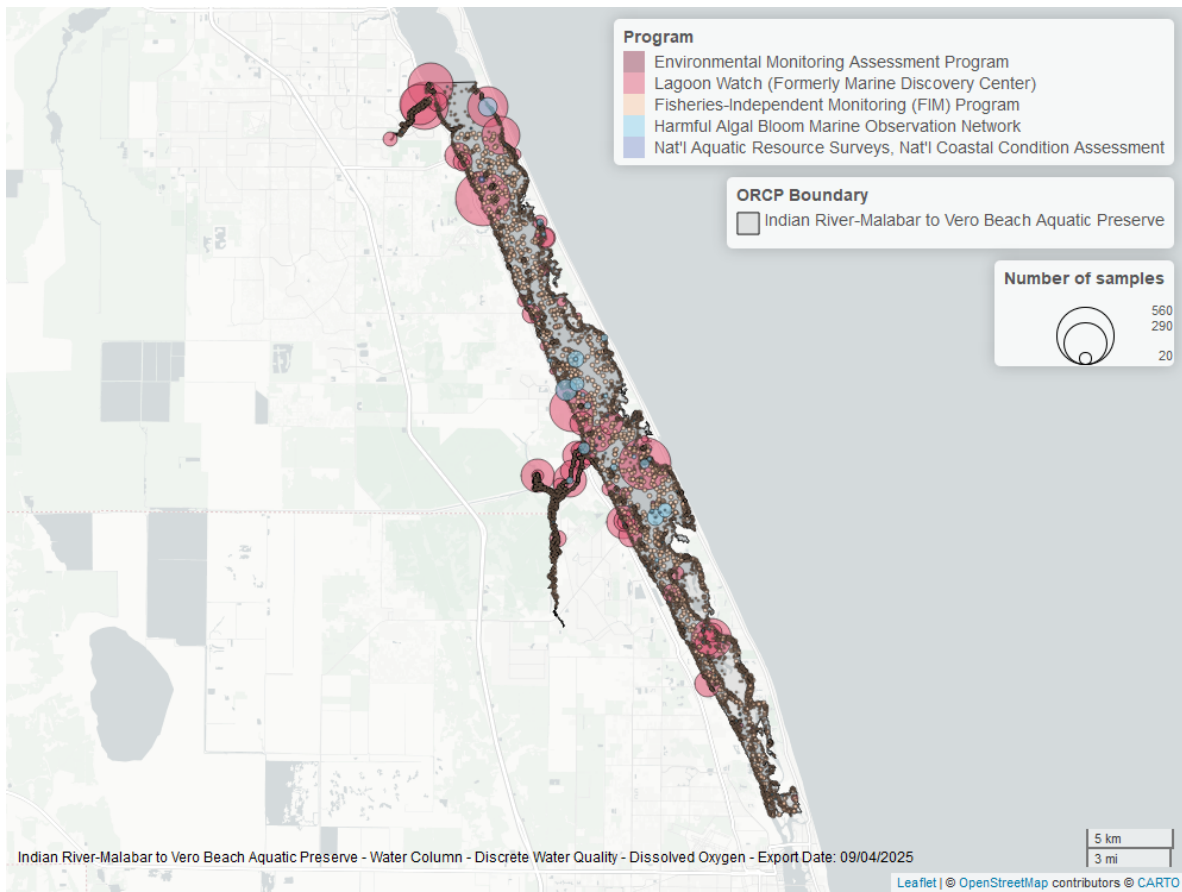 Program
Environmental Monitoring Assessment Program
Lagoon Watch (Formerly Marine Discovery Center)
Fisheries-Independent Monitoring (FIM) Program
Harmful Algal Bloom Marine Observation Network
Nat'l Aquatic Resource Surveys, Nat'l Coastal Condition Assessment
ORCP Boundary
Indian River-Malabar to Vero Beach Aquatic Preserve
Number of samples
560
290
20
5 km
3 mi
Indian River-Malabar to Vero Beach Aquatic Preserve - Water Column - Discrete Water Quality - Dissolved Oxygen - Export Date: 09/04/2025
Leaflet | © OpenStreetMap contributors © CARTO